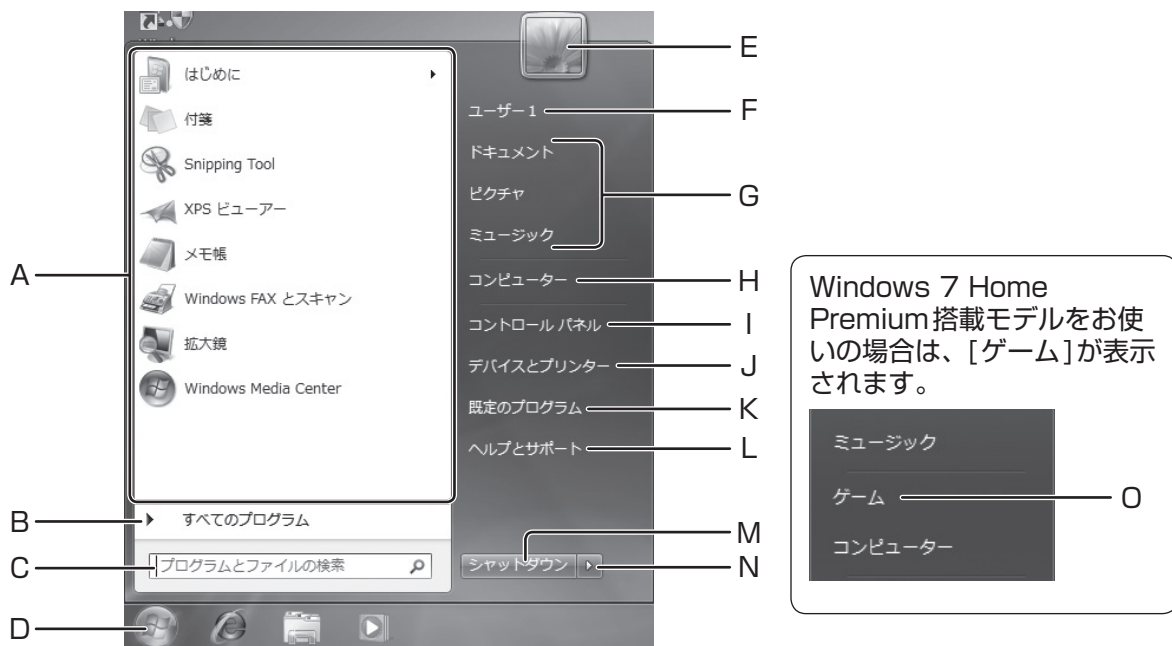 はじめに
付箋
Snipping Tool
XPS ビューアー
メモ帳
Windows FAX とスキャン
拡大鏡
Windows Media Center
すべてのプログラム
プログラムとファイルの検索
ユーザー1
ドキュメント
ピクチャ
ミュージック
コンピューター
コントロール パネル
デバイスとプリンター
既定のプログラム
ヘルプとサポート
シャットダウン
A
B
C
D
E
F
G
H
I
J
K
L
M
N
Windows 7 Home
Premium搭載モデルをお使
いの場合は、[ゲーム]が表示
されます。
ミュージック
ゲーム
コンピューター
O